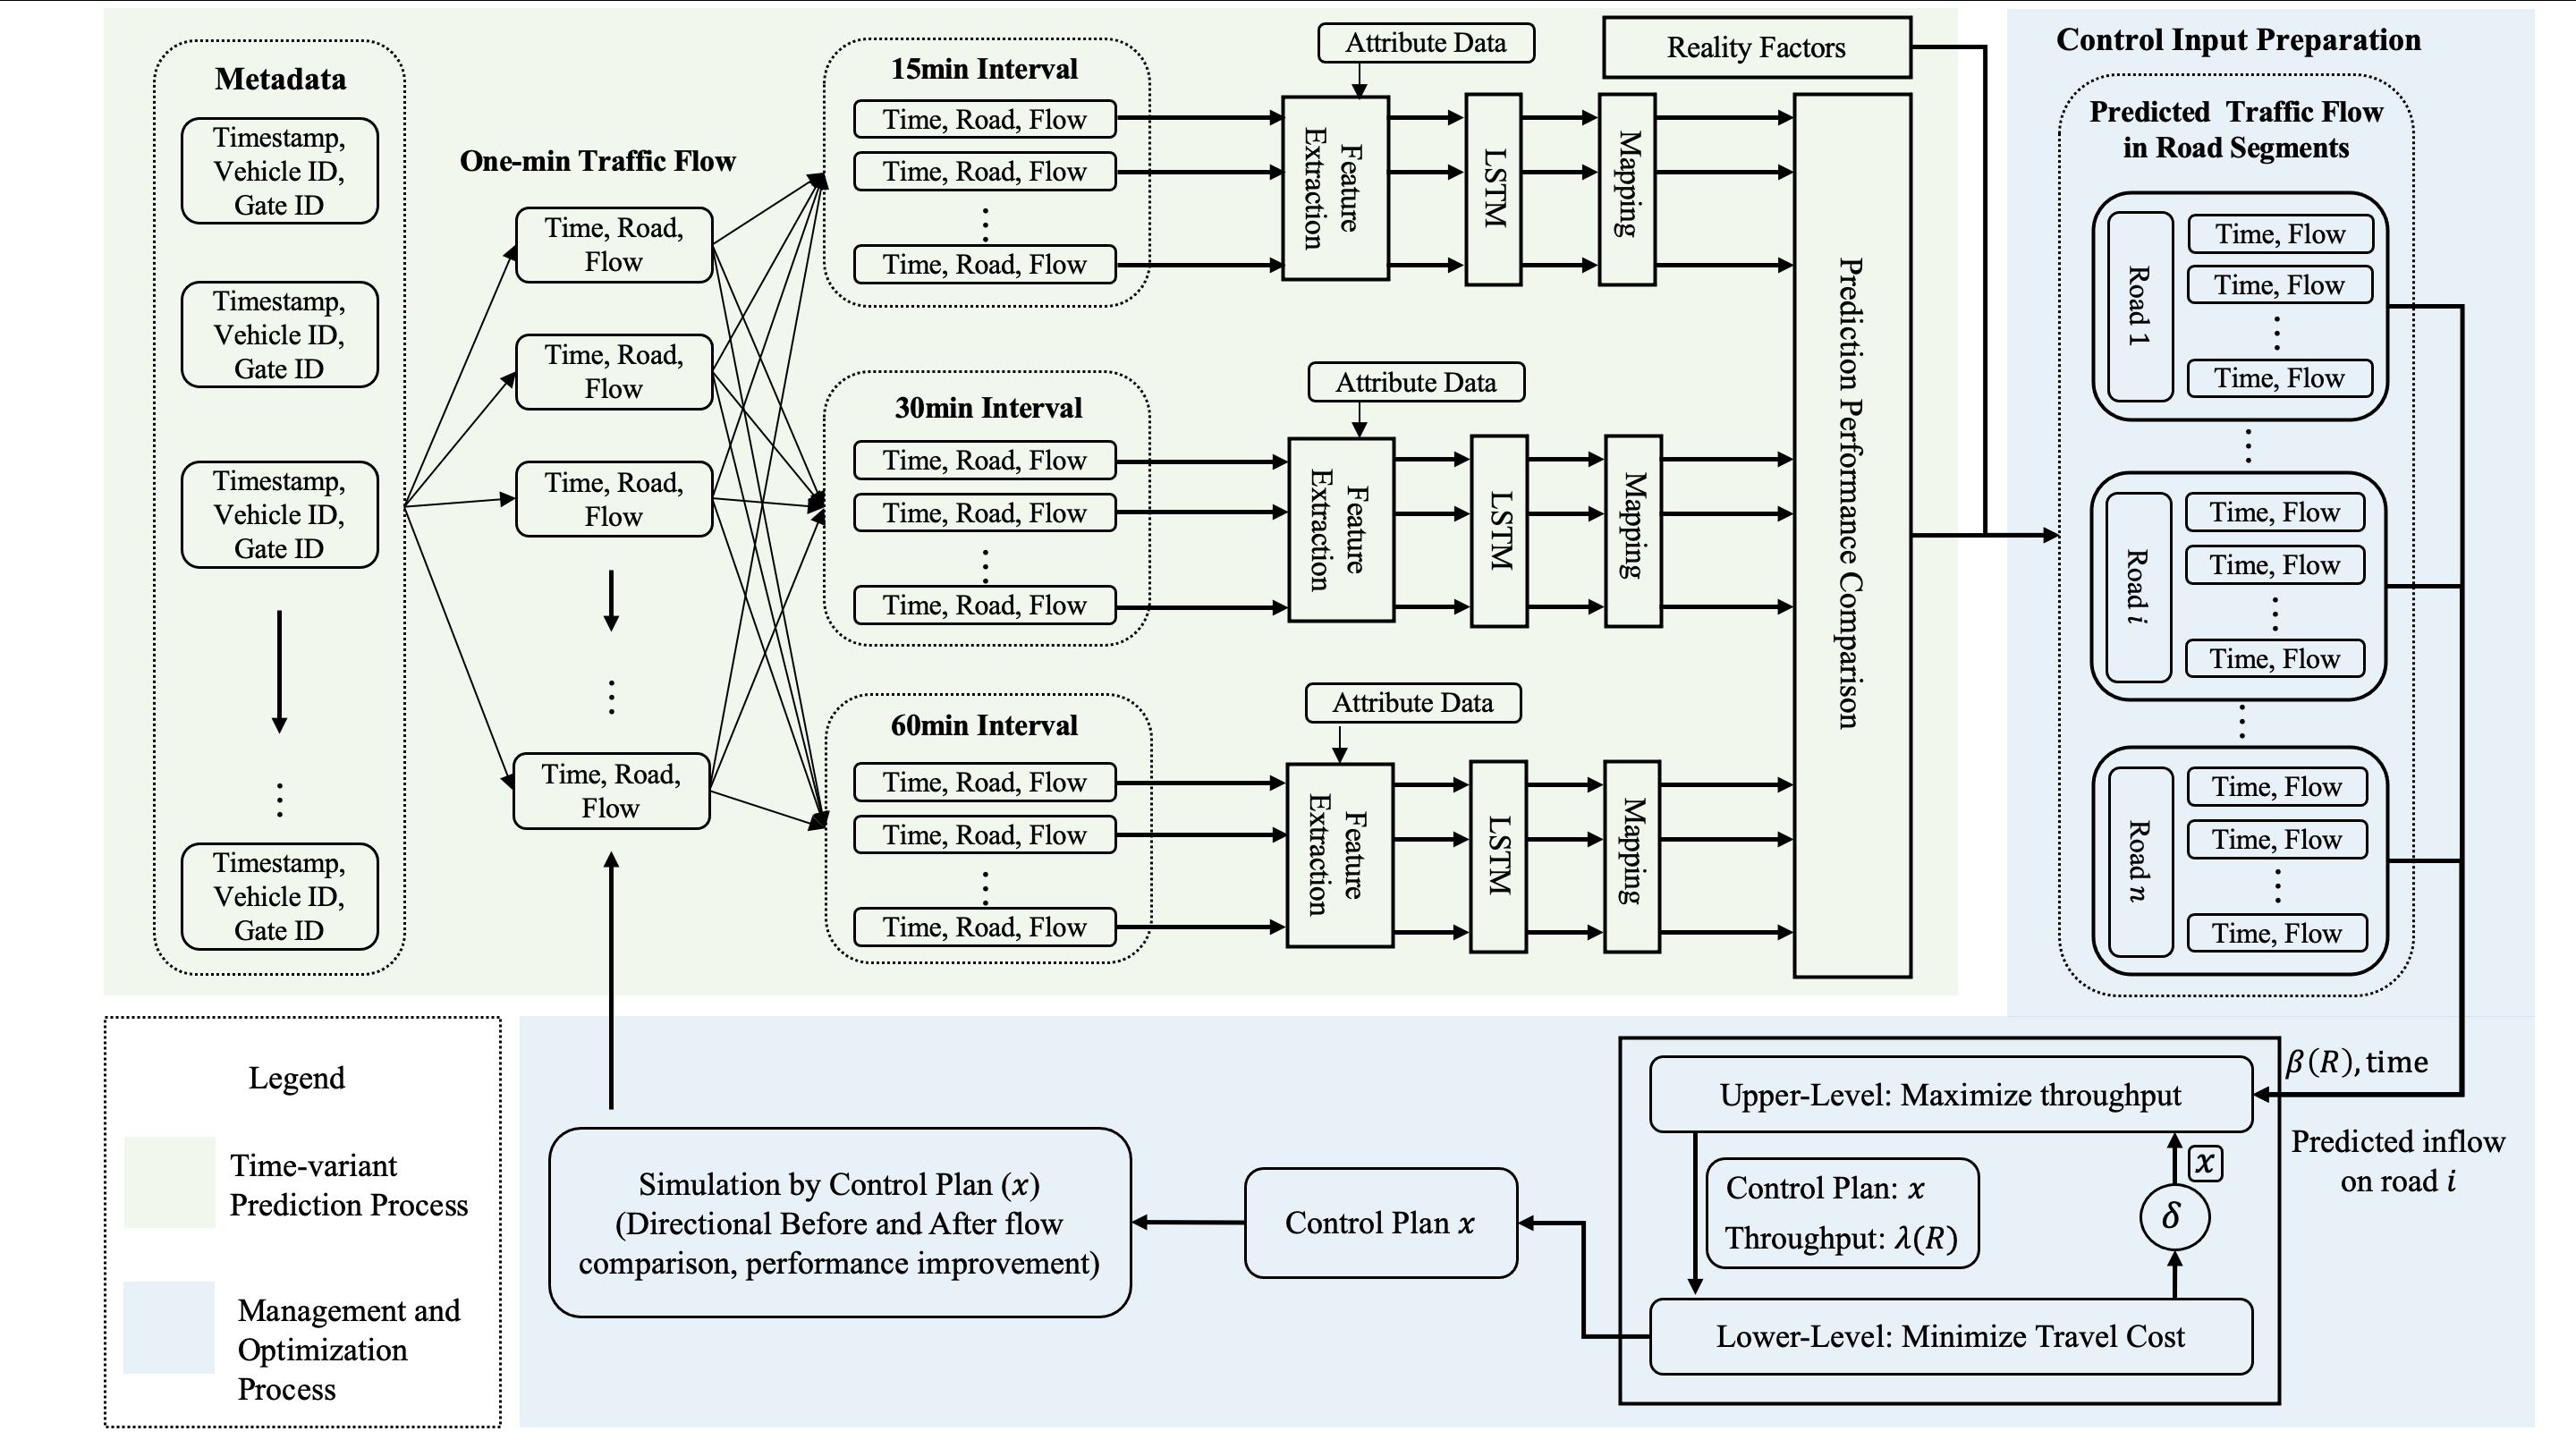 Metadata
Timestamp,
Vehicle ID,
Gate ID
Timestamp,
Vehicle ID,
Gate ID
Timestamp,
Vehicle ID,
Gate ID
Timestamp,
Vehicle ID,
Gate ID
One-min Traffic Flow
Time, Road,
Flow
Time, Road,
Flow
Time, Road,
Flow
Time, Road,
Flow
15min Interval
Time, Road, Flow
Time, Road, Flow
Time, Road, Flow
Attribute Data
Feature
Extraction
LSTM
Mapping
30min Interval
Time, Road, Flow
Time, Road, Flow
Time, Road, Flow
Attribute Data
Feature
Extraction
LSTM
Mapping
60min Interval
Time, Road, Flow
Time, Road, Flow
Time, Road, Flow
Attribute Data
Feature
Extraction
LSTM
Mapping
Reality Factors
Prediction Performance Comparison
Control Input Preparation
Predicted Traffic Flow
in Road Segments
Road 1
Time, Flow
Time, Flow
Time, Flow
Road i
Time, Flow
Time, Flow
Time, Flow
Road n
Time, Flow
Time, Flow
Time, Flow
β(R), time
Predicted inflow
on road i
Upper-Level: Maximize throughput
Control Plan: x
Throughput: λ(R)
x
δ
Lower-Level: Minimize Travel Cost
Control Plan x
Simulation by Control Plan (x)
(Directional Before and After flow
comparison, performance improvement)
Legend
Time-variant
Prediction Process
Management and
Optimization
Process